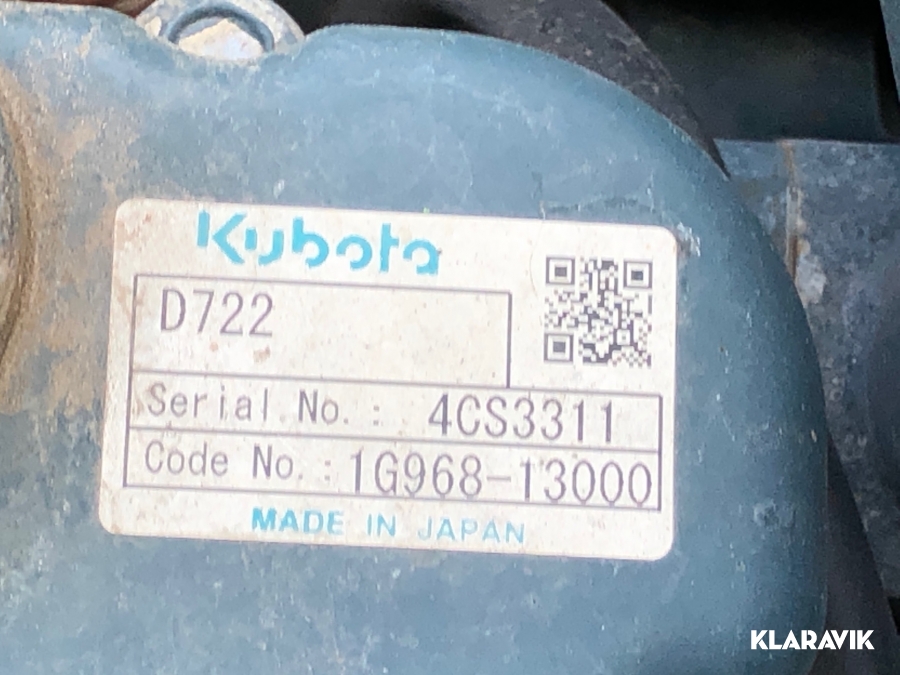 Kubota
D722
Serial No.: 4CS3311
Code No.: 1G968-13000
MADE IN JAPAN
KLARAVIK